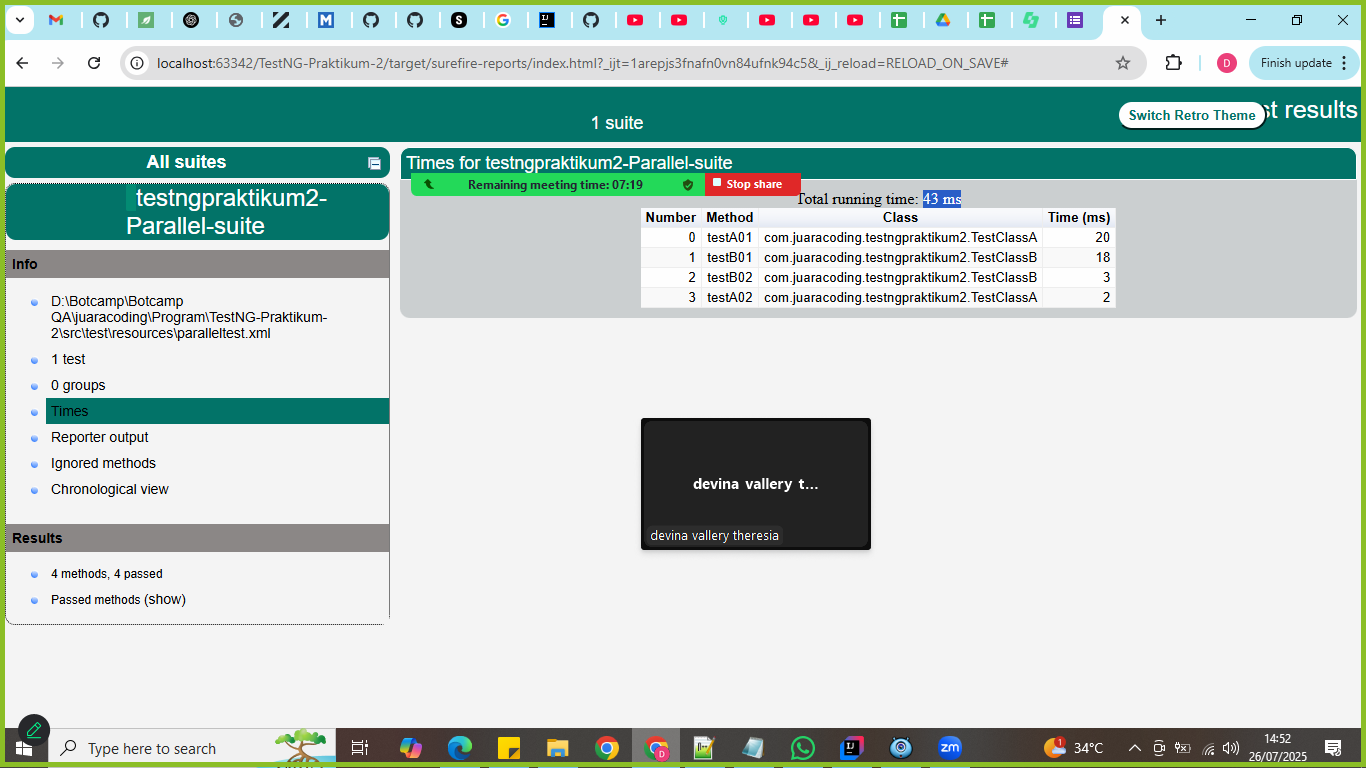 localhost:63342/TestNG-Praktikum-2/target/surefire-reports/index.html?_ijt=1arepjs3fnafn0vn84ufnk94c5&_ij_reload=RELOAD_ON_SAVE#
D
Finish update
1 suite
Switch Retro Theme
st results
All suites
testngpraktikum2-
Parallel-suite
Info
D:\Botcamp\Botcamp
QA\juaracoding\Program\TestNG-Praktikum-
2\src\test\resources\paralleltest.xml
1 test
0 groups
Times
Reporter output
Ignored methods
Chronological view
Results
4 methods, 4 passed
Passed methods (show)
Times for testngpraktikum2-Parallel-suite
Remaining meeting time: 07:19
Stop share
Total running time: 43 ms
Number Method Class Time (ms)
0 testA01 com.juaracoding.testngpraktikum2.TestClassA 20
1 testB01 com.juaracoding.testngpraktikum2.TestClassB 18
2 testB02 com.juaracoding.testngpraktikum2.TestClassB 3
3 testA02 com.juaracoding.testngpraktikum2.TestClassA 2
devina vallery t...
devina vallery theresia
Type here to search
zm
1
34°C
14:52
26/07/2025